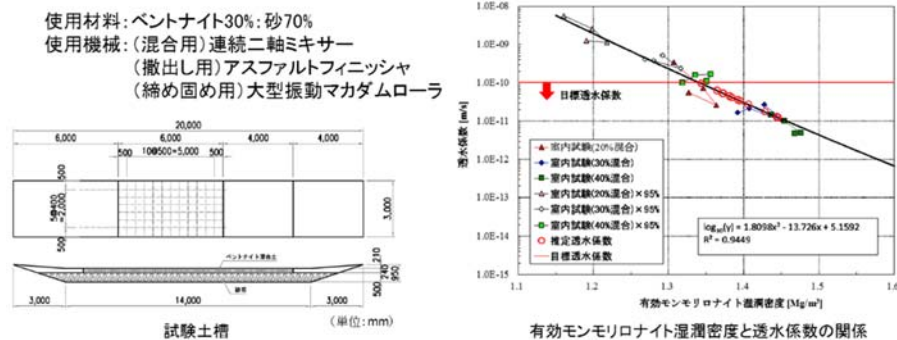 使用材料：ベントナイト30%：砂70%
使用機械：（混合用）連続二軸ミキサー
（撒出し用）アスファルトフィニッシャ
（締め固め用）大型振動マカダムローラ
20,000
6,000
6,000
4,000
4,000
500
10@500=5,000
500
500
5@400
=2,000
500
3,000
ベントナイト混合土
210
240
950
500
3,000
14,000
3,000
試験土槽
（単位：mm）
透水係数 [m/s]
1.0E-08
1.0E-09
1.0E-10
1.0E-11
1.0E-12
1.0E-13
1.0E-14
1.0E-15
目標透水係数
室内試験(20%混合)
室内試験(30%混合)
室内試験(40%混合)
室内試験(20%混合)×95%
室内試験(30%混合)×95%
室内試験(40%混合)×95%
推定透水係数
目標透水係数
log₁₀(y) = 1.8098x² - 13.726x + 5.1592
R² = 0.9449
1.1
1.2
1.3
1.4
1.5
1.6
有効モンモリロナイト湿潤密度 [Mg/m³]
有効モンモリロナイト湿潤密度と透水係数の関係